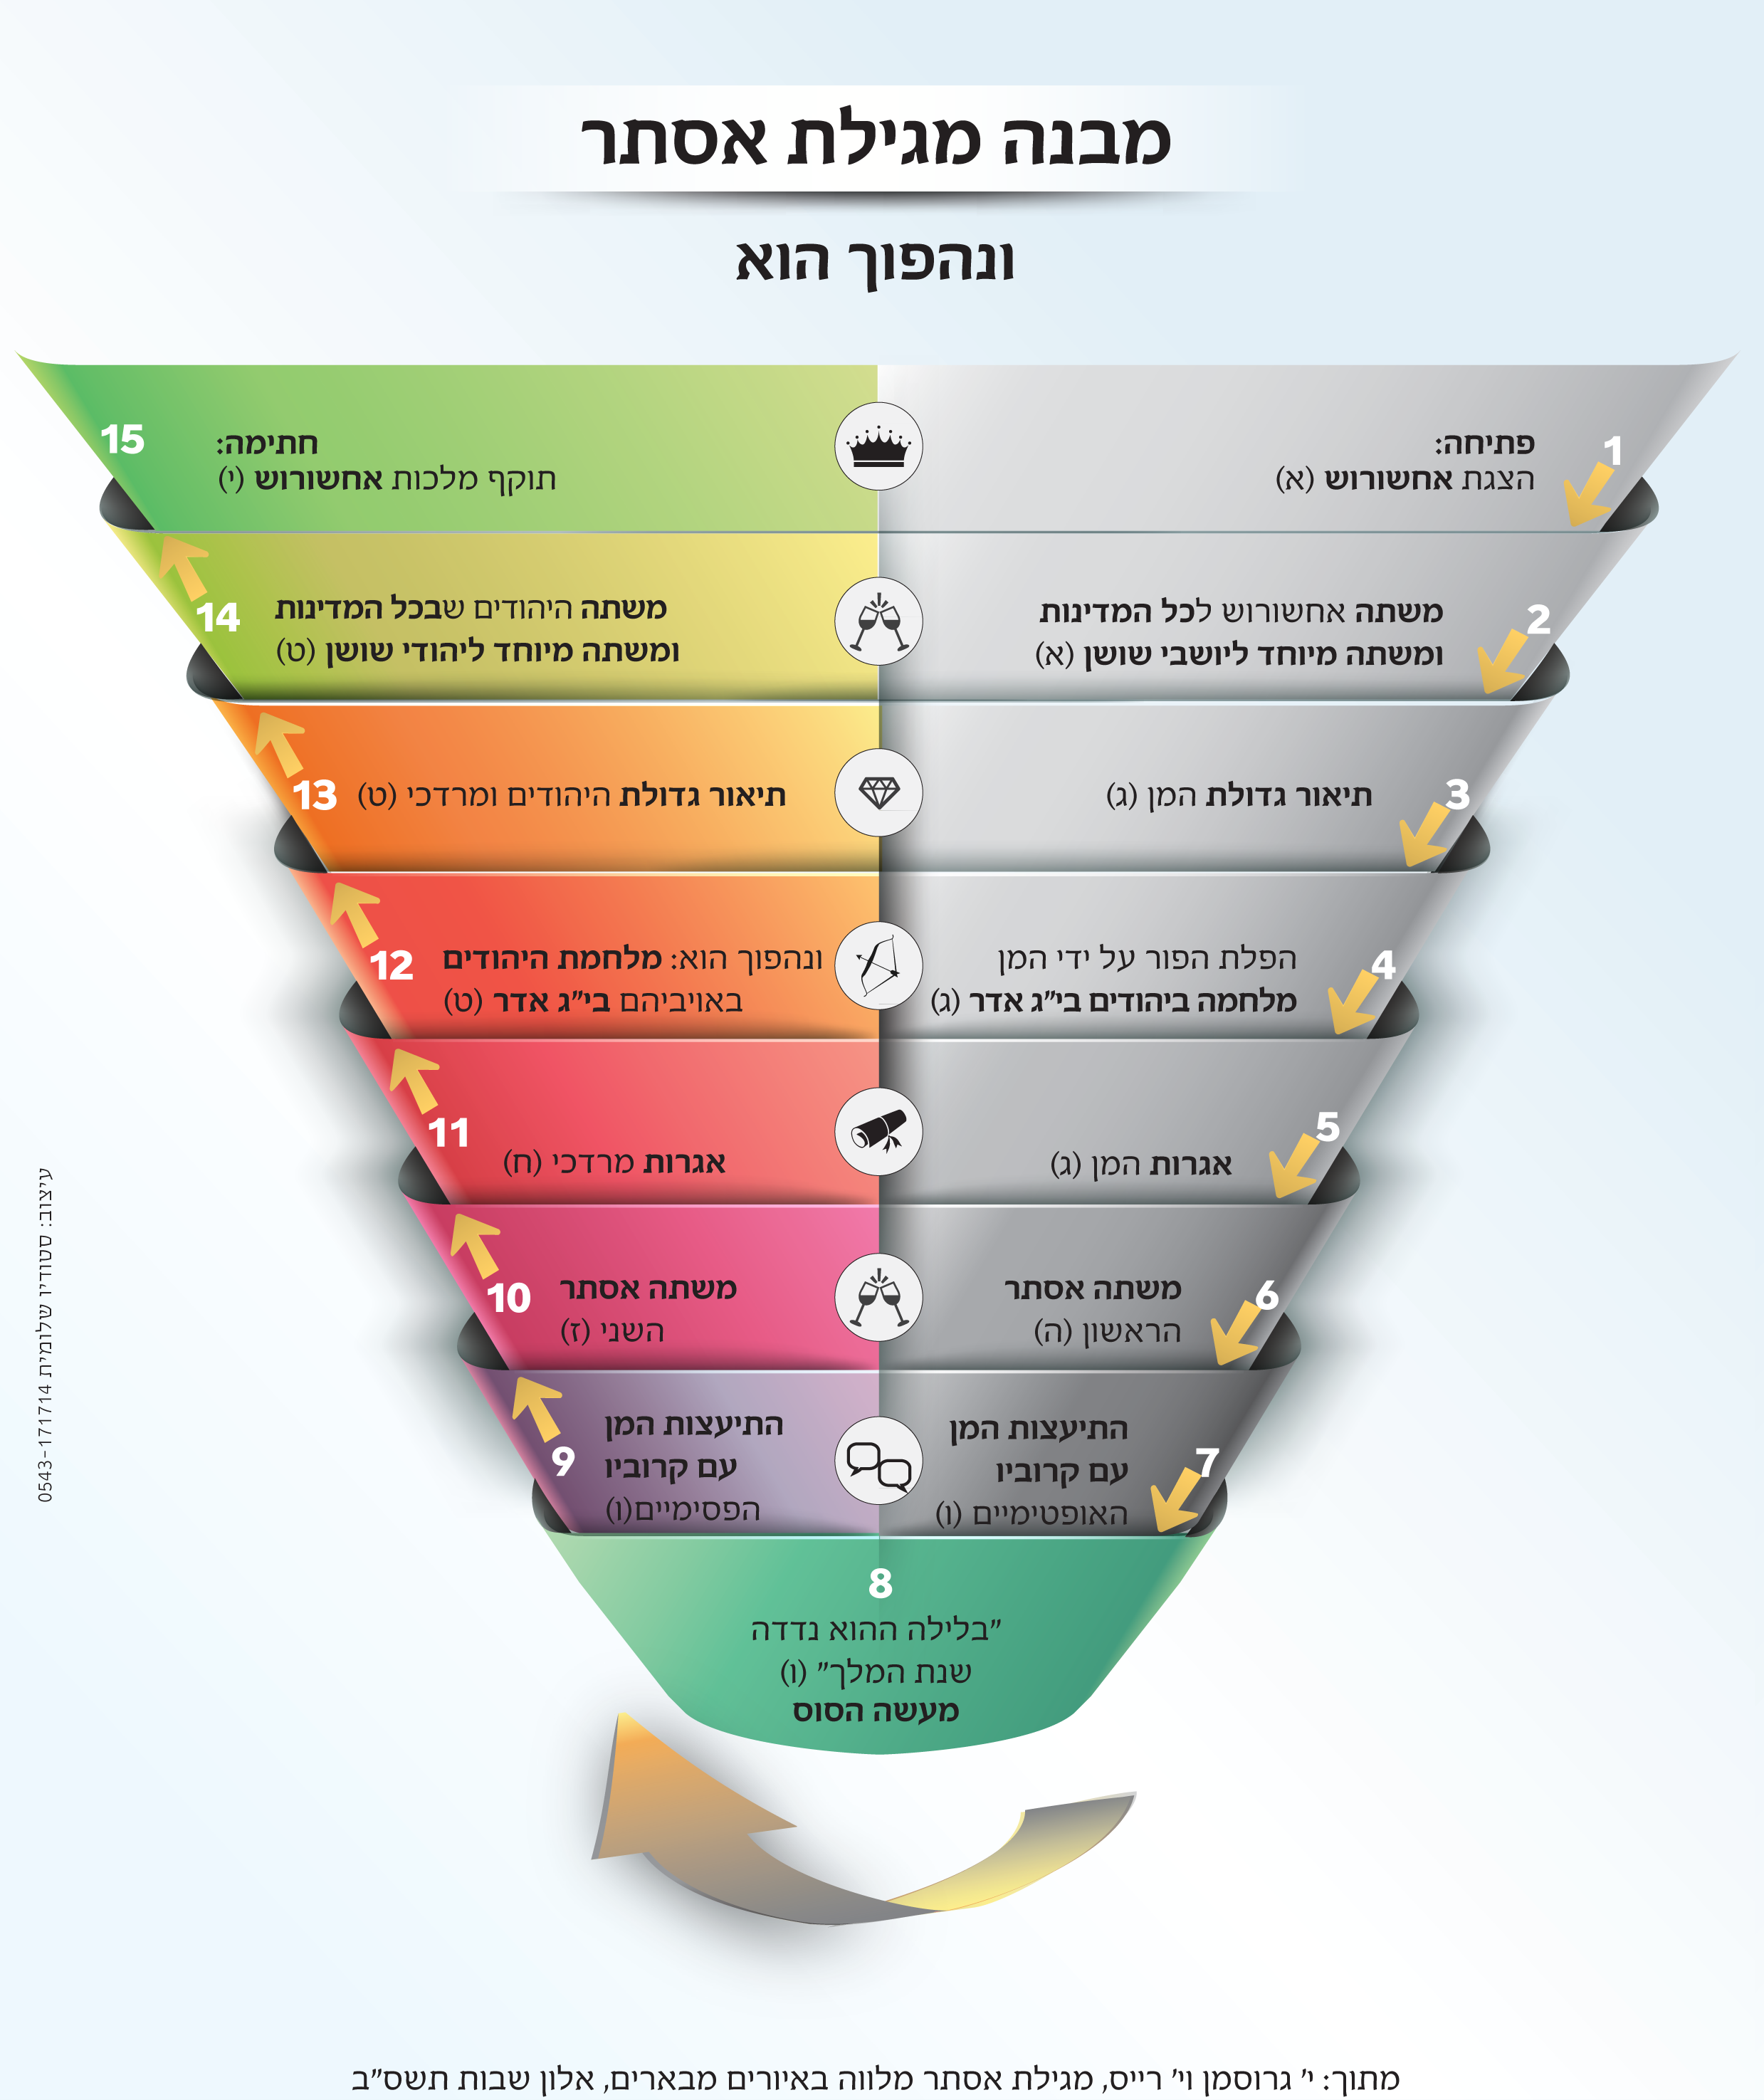 מבנה מגילת אסתר
ונהפוך הוא
1
פתיחה:
הצגת אחשורוש (א)
15
חתימה:
תוקף מלכות אחשורוש (י)
2
משתה אחשורוש לכל המדינות
ומשתה מיוחד ליושבי שושן (א)
14
משתה היהודים שבכל המדינות
ומשתה מיוחד ליהודי שושן (ט)
3
תיאור גדולת המן (ג)
13
תיאור גדולת היהודים ומרדכי (ט)
4
הפלת הפור על ידי המן
מלחמה ביהודים בי"ג אדר (ג)
12
ונהפוך הוא: מלחמת היהודים
באויביהם בי"ג אדר (ט)
5
אגרות המן (ג)
11
אגרות מרדכי (ח)
6
משתה אסתר
הראשון (ה)
10
משתה אסתר
השני (ז)
7
התיעצות המן
עם קרוביו
האופטימיים (ו)
9
התיעצות המן
עם קרוביו
הפסימיים(ו)
8
"בלילה ההוא נדדה
שנת המלך" (ו)
מעשה הסוס
עיצוב: סטודיו שלומית 0543-171714
מתוך: י' גרוסמן וי' רייס, מגילת אסתר מלווה באיורים מבארים, אלון שבות תשס"ב